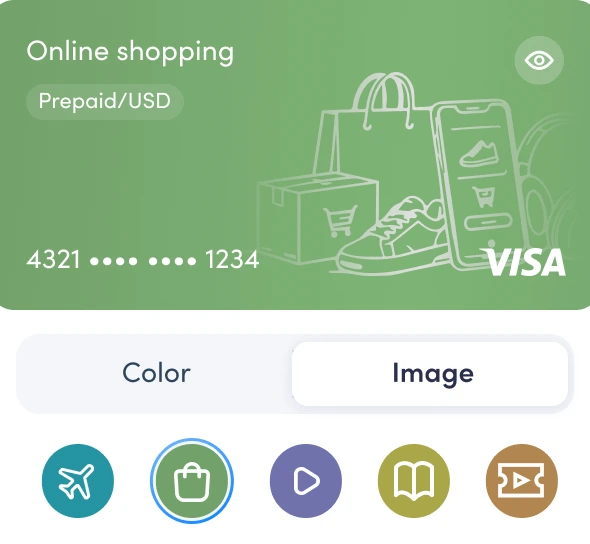 Online shopping
Prepaid/USD
4321 •••• •••• 1234
VISA
Color
Image